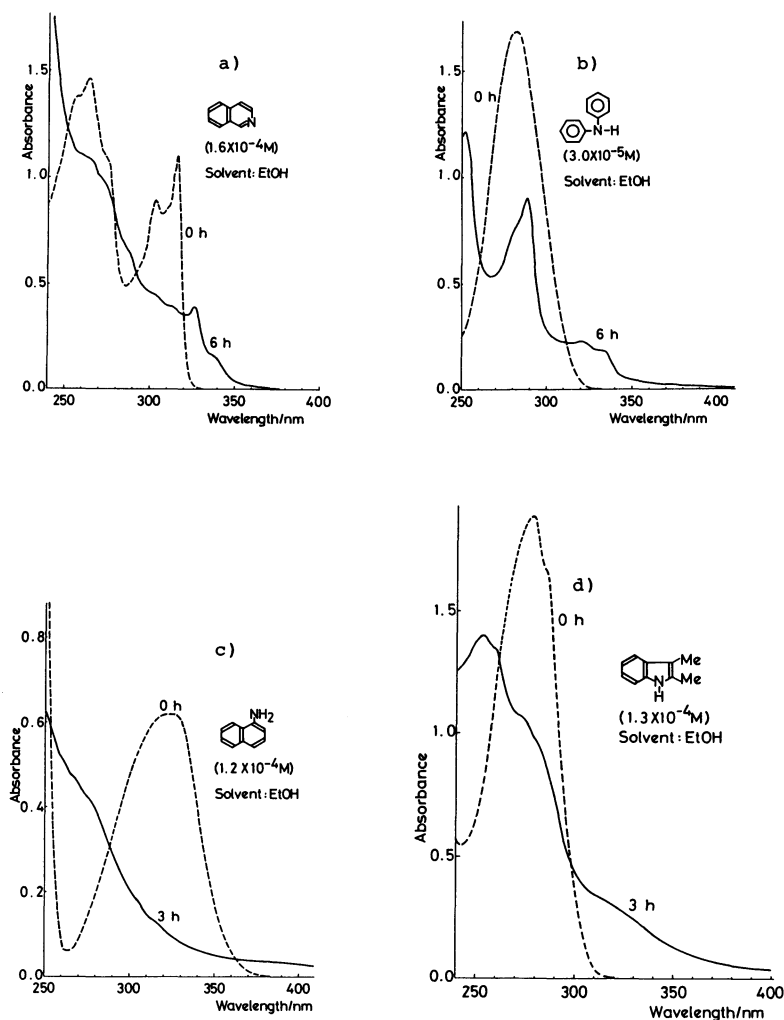 a)
Absorbance
1.5
1.0
0.5
0.0
N
(1.6X10⁻⁴M)
Solvent: EtOH
0 h
6 h
250 300 350 400
Wavelength/nm
b)
Absorbance
1.5
1.0
0.5
0.0
0 h
N-H
(3.0X10⁻⁵M)
Solvent: EtOH
6 h
250 300 350 400
Wavelength/nm
c)
Absorbance
0.8
0.6
0.4
0.2
0.0
0 h
NH₂
(1.2 X10⁻⁴M)
Solvent:EtOH
3 h
250 300 350 400
Wavelength/nm
d)
Absorbance
1.5
1.0
0.5
0.0
0 h
Me
Me
N
H
(1.3X10⁻⁴M)
Solvent: EtOH
3 h
250 300 350 400
Wavelength/nm